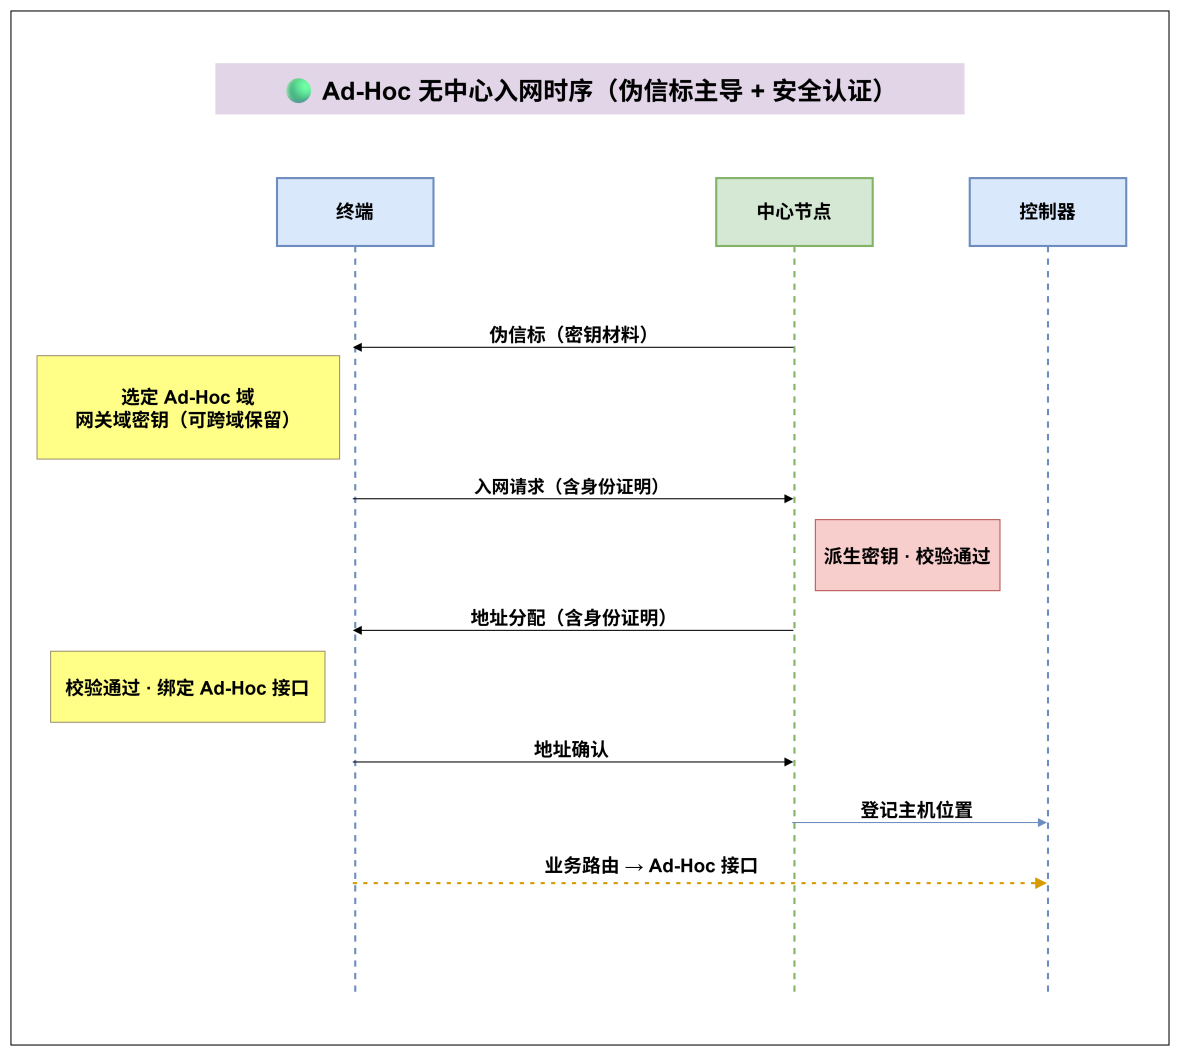 Ad-Hoc 无中心入网时序（伪信标主导 + 安全认证）
终端
中心节点
控制器
伪信标（密钥材料）
选定 Ad-Hoc 域
网关域密钥（可跨域保留）
入网请求（含身份证明）
派生密钥 · 校验通过
地址分配（含身份证明）
校验通过 · 绑定 Ad-Hoc 接口
地址确认
登记主机位置
业务路由 → Ad-Hoc 接口